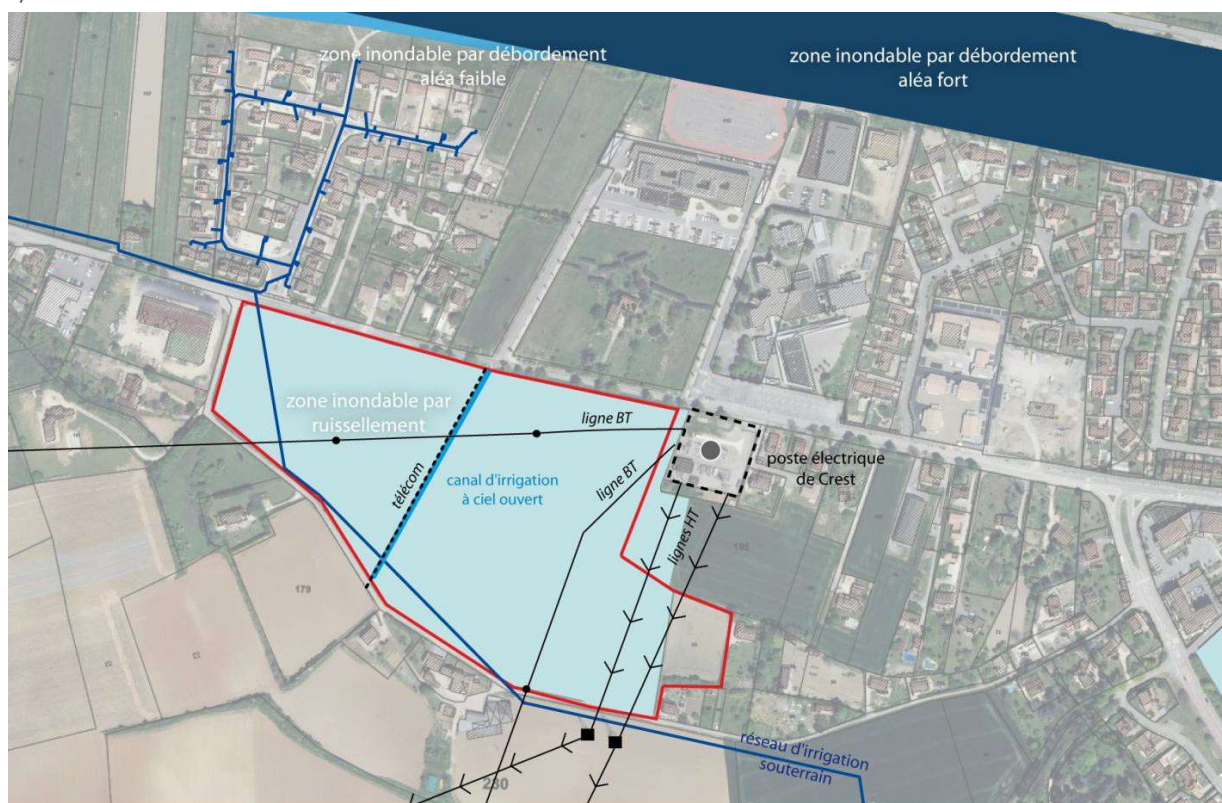 zone inondable par débordement
aléa faible
zone inondable par débordement
aléa fort
zone inondable par
ruissellement
ligne BT
ligne BT
télécom
canal d'irrigation
à ciel ouvert
poste électrique
de Crest
lignes HT
195
179
réseau d'irrigation
souterrain
230